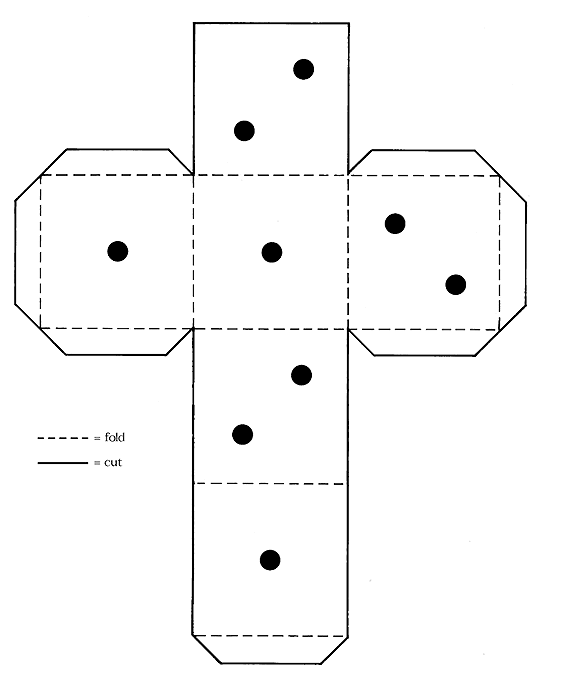 = fold
= cut